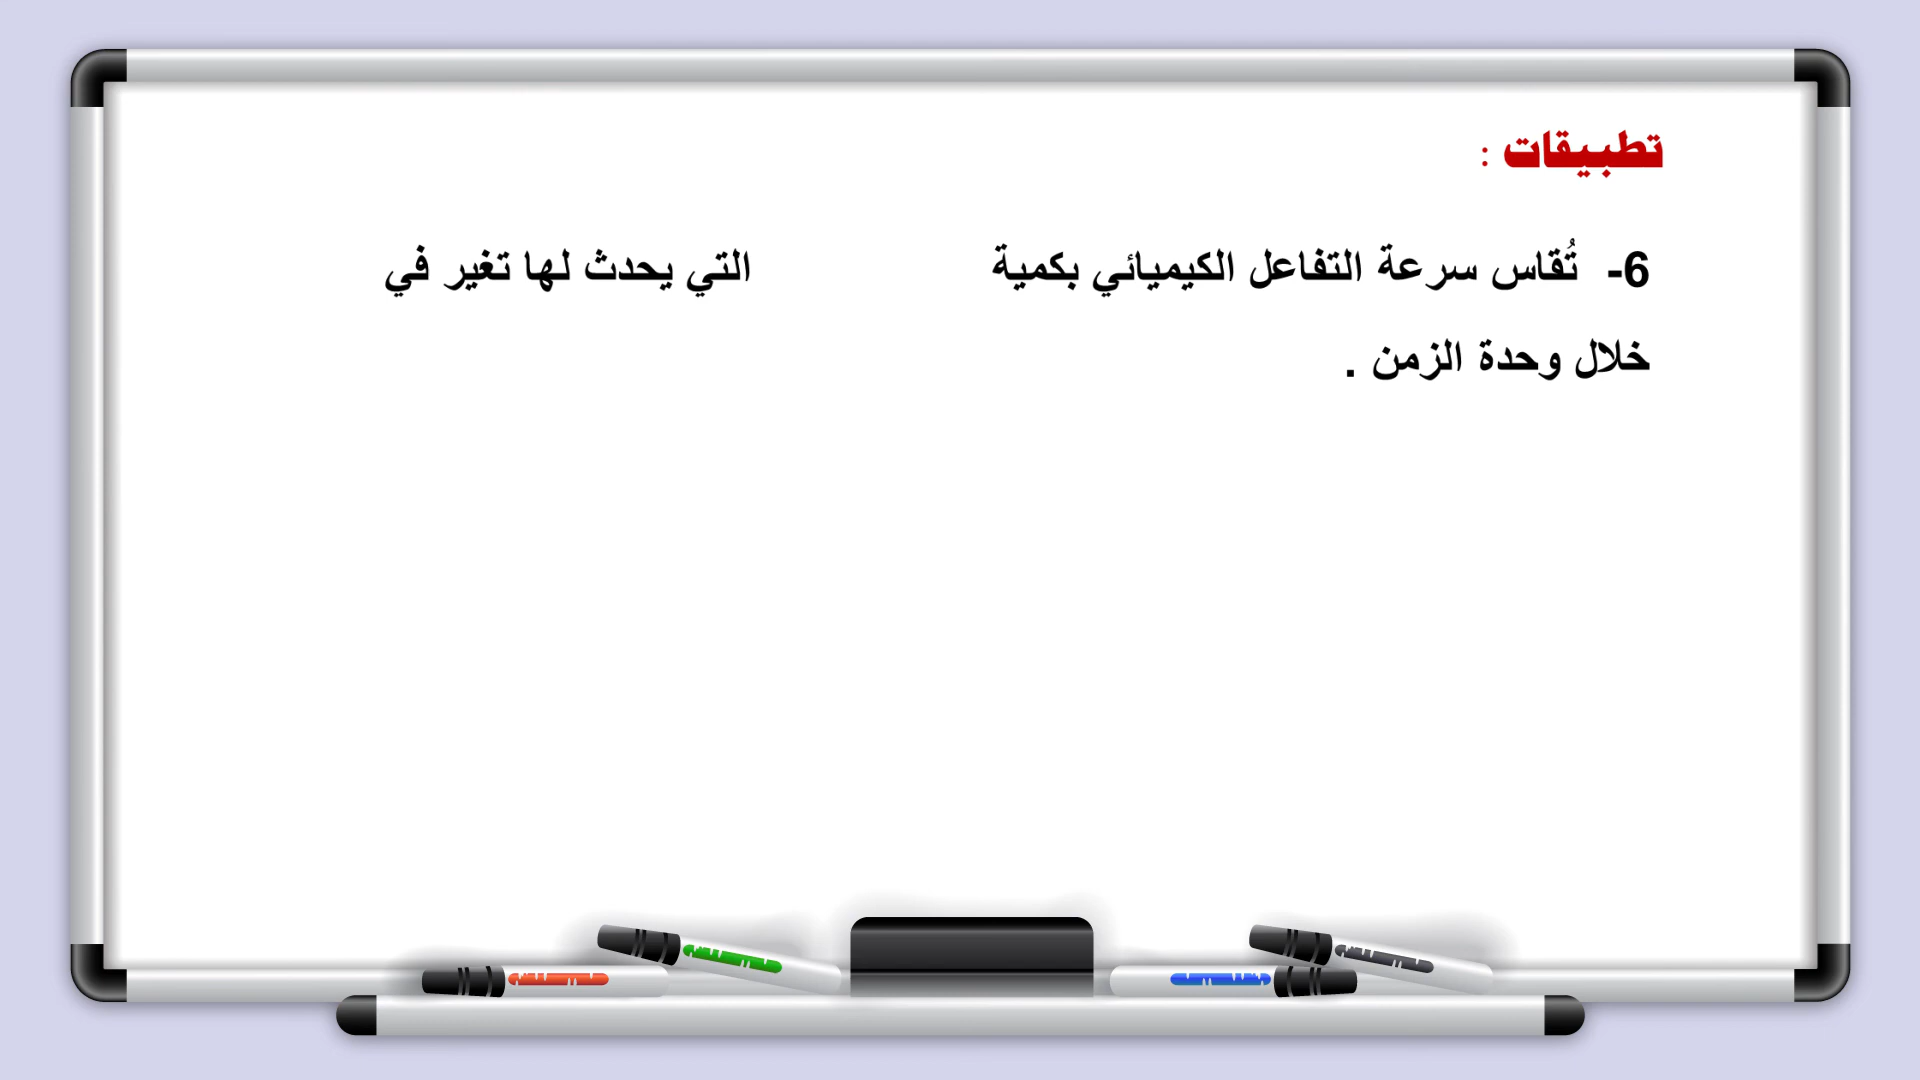 تطبيقات :
6- تُقاس سرعة التفاعل الكيميائي بكمية التي يحدث لها تغير في
خلال وحدة الزمن .